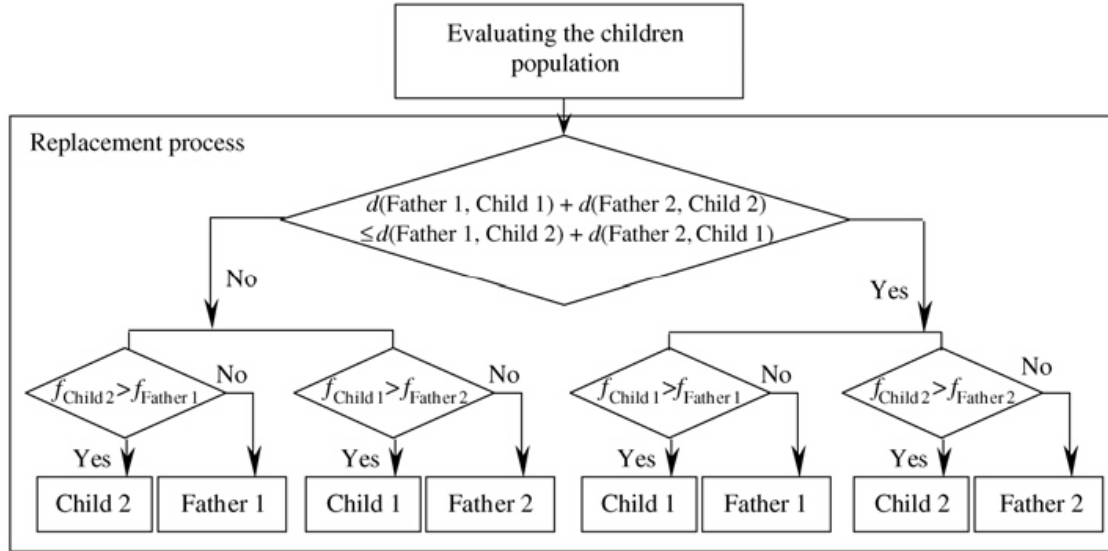 Evaluating the children
population
Replacement process
d(Father 1, Child 1) + d(Father 2, Child 2)
≤d(Father 1, Child 2) + d(Father 2, Child 1)
No
Yes
fChild 2>fFather 1
No
fChild 1>fFather 2
No
fChild 1>fFather 1
No
fChild 2>fFather 2
No
Yes
Yes
Yes
Yes
Child 2
Father 1
Child 1
Father 2
Child 1
Father 1
Child 2
Father 2